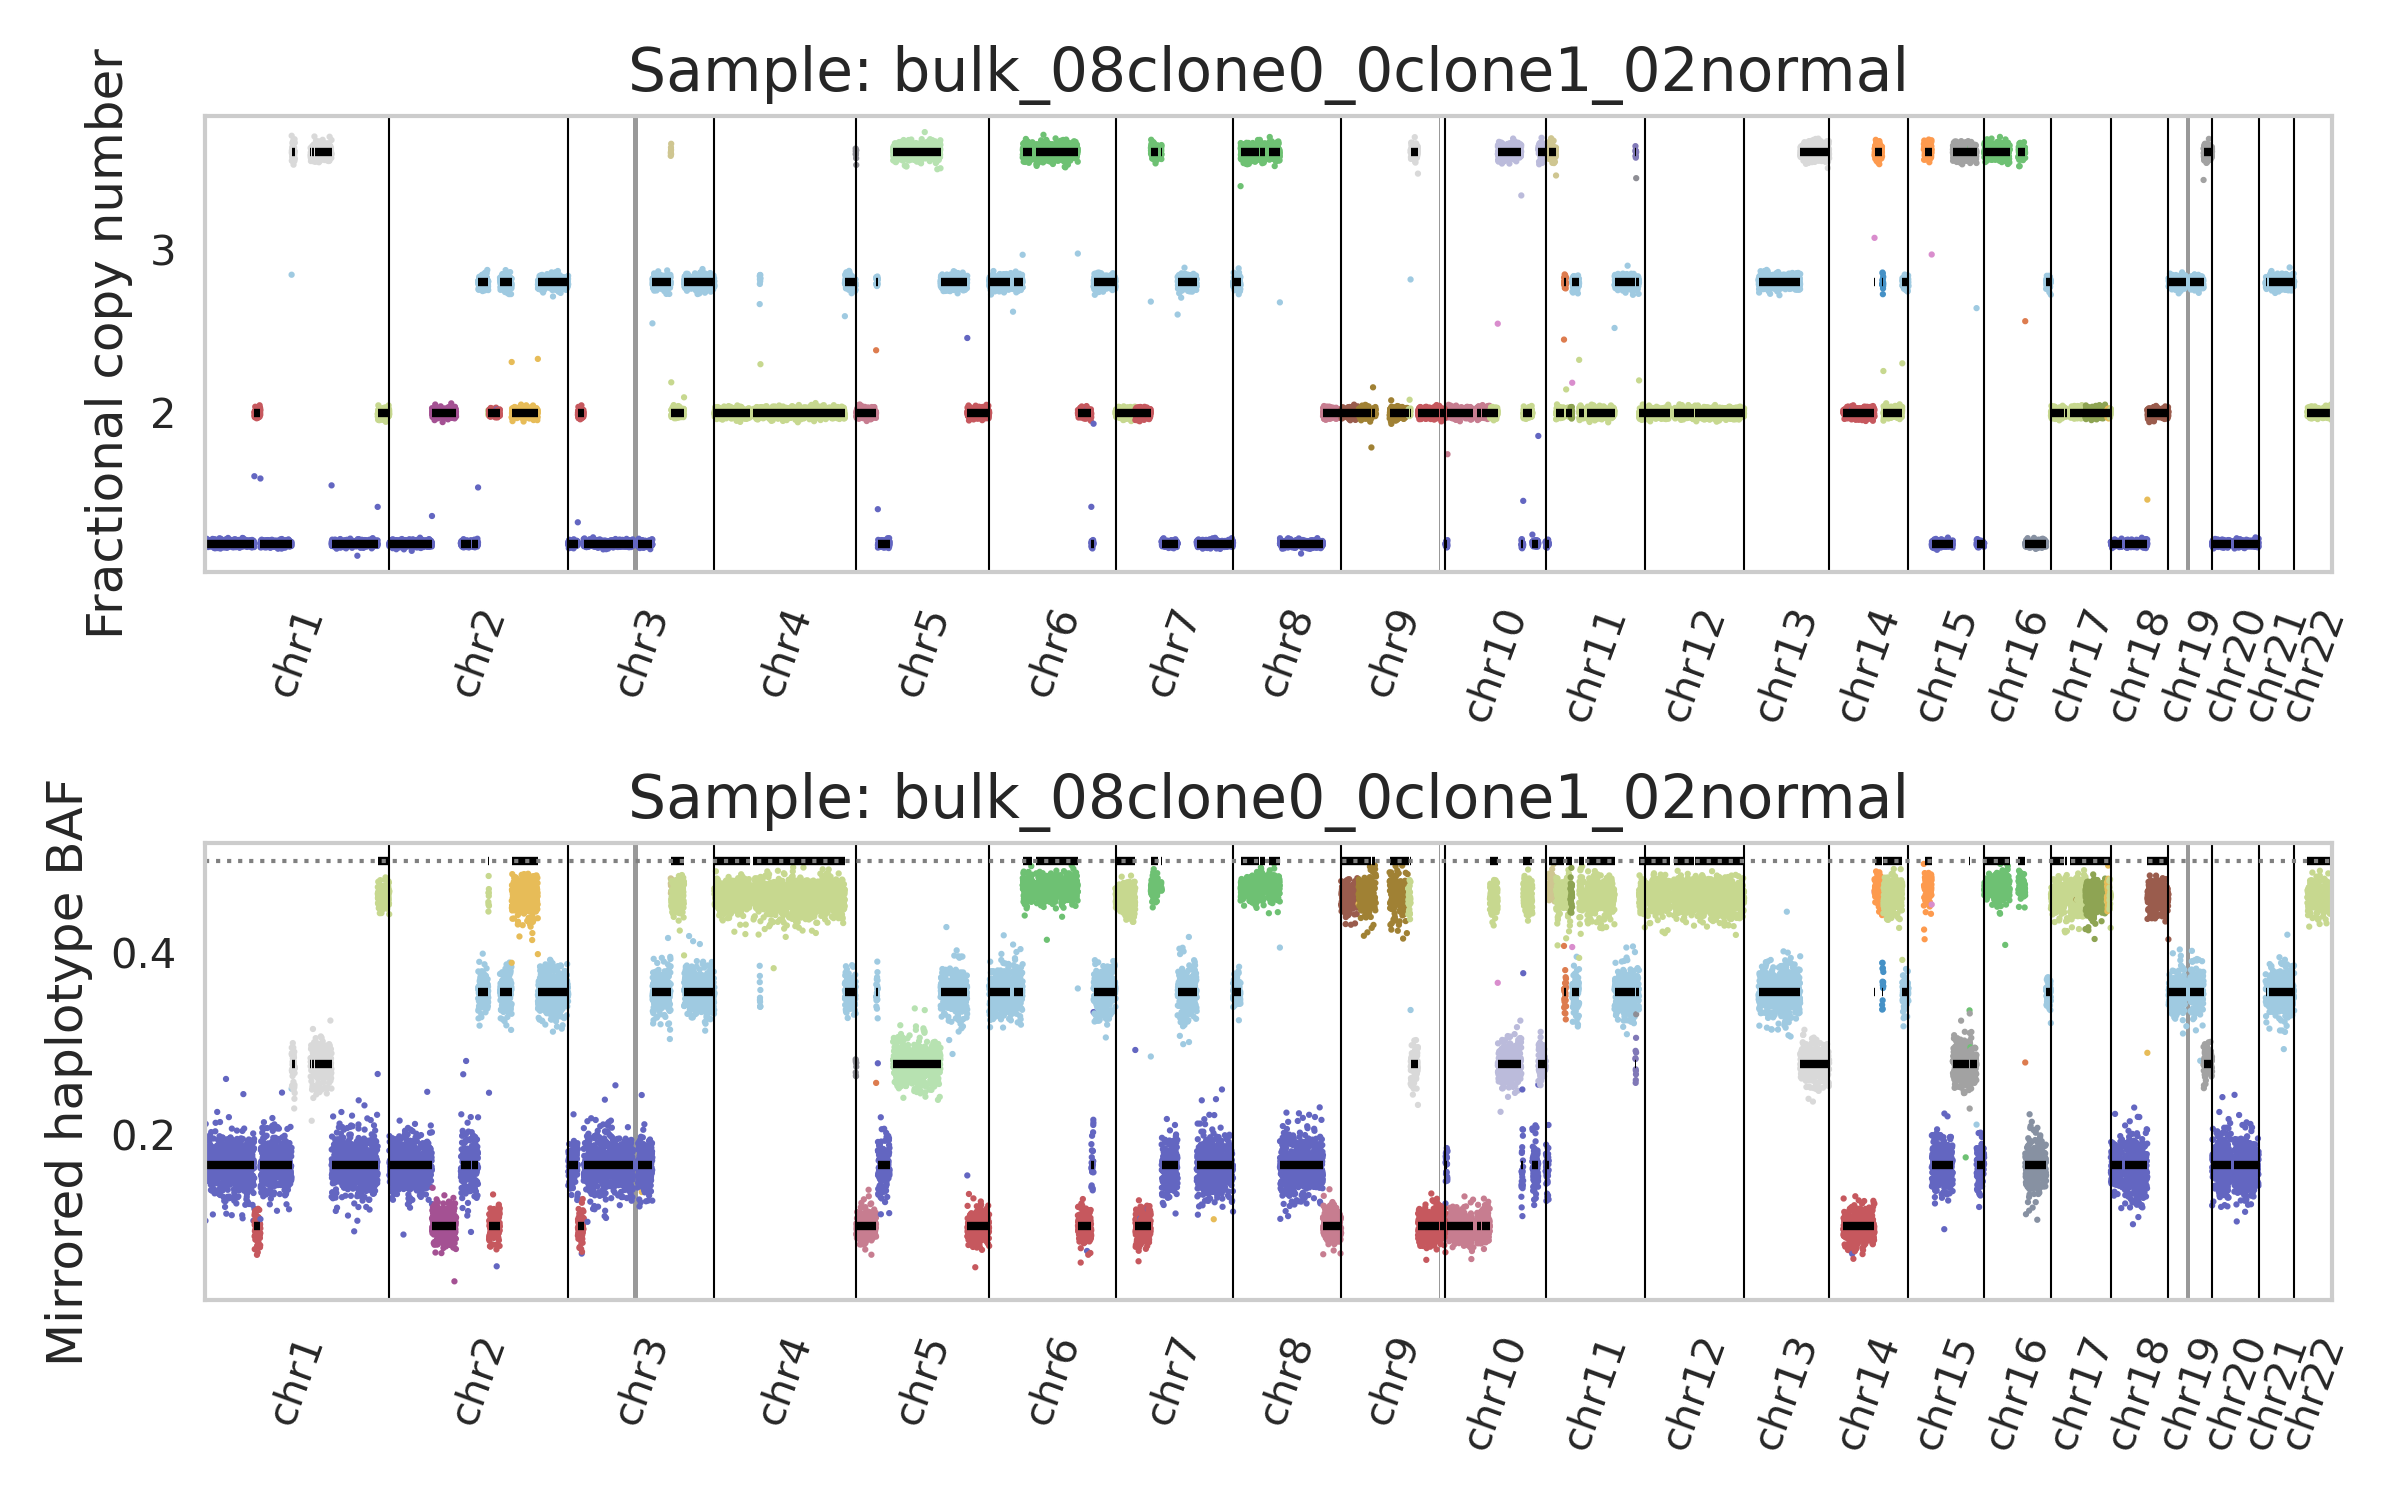 Sample: bulk_08clone0_0clone1_02normal
Fractional copy number
3
2
chr1
chr2
chr3
chr4
chr5
chr6
chr7
chr8
chr9
chr10
chr11
chr12
chr13
chr14
chr15
chr16
chr17
chr18
chr19
chr20
chr21
chr22
Sample: bulk_08clone0_0clone1_02normal
Mirrored haplotype BAF
0.4
0.2
chr1
chr2
chr3
chr4
chr5
chr6
chr7
chr8
chr9
chr10
chr11
chr12
chr13
chr14
chr15
chr16
chr17
chr18
chr19
chr20
chr21
chr22